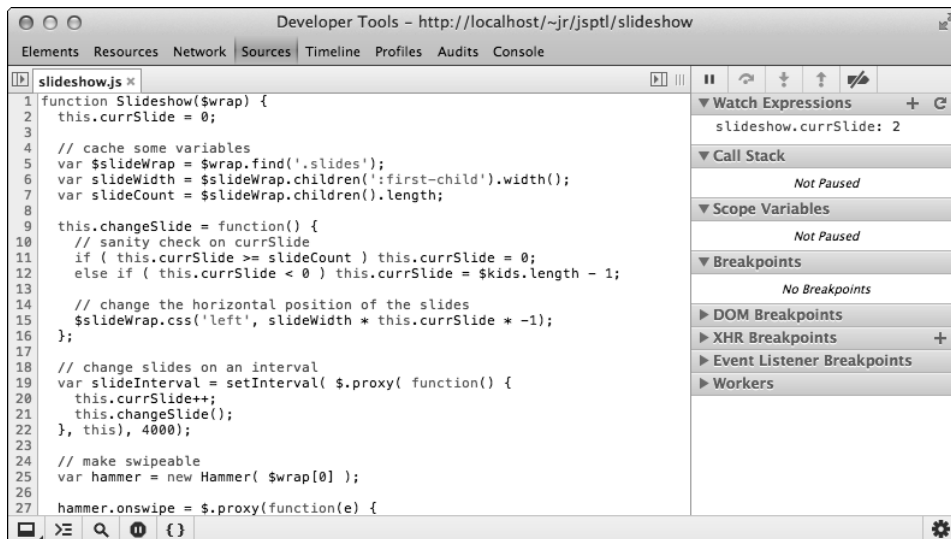 Developer Tools - http://localhost/~jr/jsptl/slideshow
Elements Resources Network Sources Timeline Profiles Audits Console
slideshow.js ×
1 function Slideshow($wrap) {
2   this.currSlide = 0;
3
4   // cache some variables
5   var $slideWrap = $wrap.find('.slides');
6   var slideWidth = $slideWrap.children(':first-child').width();
7   var slideCount = $slideWrap.children().length;
8
9   this.changeSlide = function() {
10     // sanity check on currSlide
11     if ( this.currSlide >= slideCount ) this.currSlide = 0;
12     else if ( this.currSlide < 0 ) this.currSlide = $kids.length - 1;
13
14     // change the horizontal position of the slides
15     $slideWrap.css('left', slideWidth * this.currSlide * -1);
16   };
17
18   // change slides on an interval
19   var slideInterval = setInterval( $.proxy( function() {
20     this.currSlide++;
21     this.changeSlide();
22   }, this), 4000);
23
24   // make swipeable
25   var hammer = new Hammer( $wrap[0] );
26
27   hammer.onswipe = $.proxy(function(e) {
Watch Expressions
slideshow.currSlide: 2
Call Stack
Not Paused
Scope Variables
Not Paused
Breakpoints
No Breakpoints
DOM Breakpoints
XHR Breakpoints
Event Listener Breakpoints
Workers